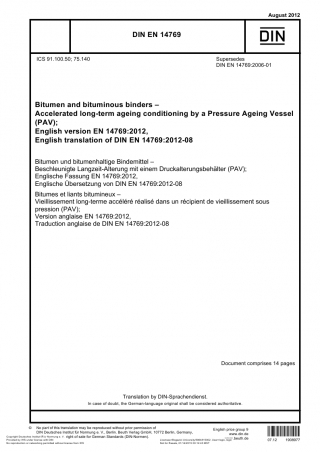 August 2012
DIN EN 14769
DIN
ICS 91.100.50; 75.140
Supersedes
DIN EN 14769:2006-01
Bitumen and bituminous binders –
Accelerated long-term ageing conditioning by a Pressure Ageing Vessel
(PAV);
English version EN 14769:2012,
English translation of DIN EN 14769:2012-08
Bitumen und bitumenhaltige Bindemittel –
Beschleunigte Langzeit-Alterung mit einem Druckalterungsbehälter (PAV);
Englische Fassung EN 14769:2012,
Englische Übersetzung von DIN EN 14769:2012-08
Bitumes et liants bitumineux –
Vieillissement long-terme accéléré réalisé dans un récipient de vieillissement sous
pression (PAV);
Version anglaise EN 14769:2012,
Traduction anglaise de DIN EN 14769:2012-08
Document comprises 14 pages
Translation by DIN-Sprachendienst.
In case of doubt, the German-language original shall be considered authoritative.
© No part of this translation may be reproduced without prior permission of
DIN Deutsches Institut für Normung e. V., Berlin. Beuth Verlag GmbH, 10772 Berlin, Germany,
right of sale for German Standards (DIN-Normen).
English price group 9
www.din.de
www.beuth.de